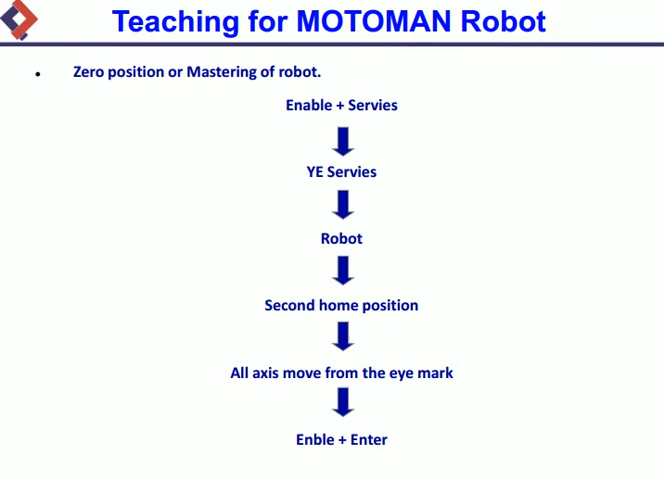 Teaching for MOTOMAN Robot
• Zero position or Mastering of robot.
Enable + Servies
YE Servies
Robot
Second home position
All axis move from the eye mark
Enble + Enter